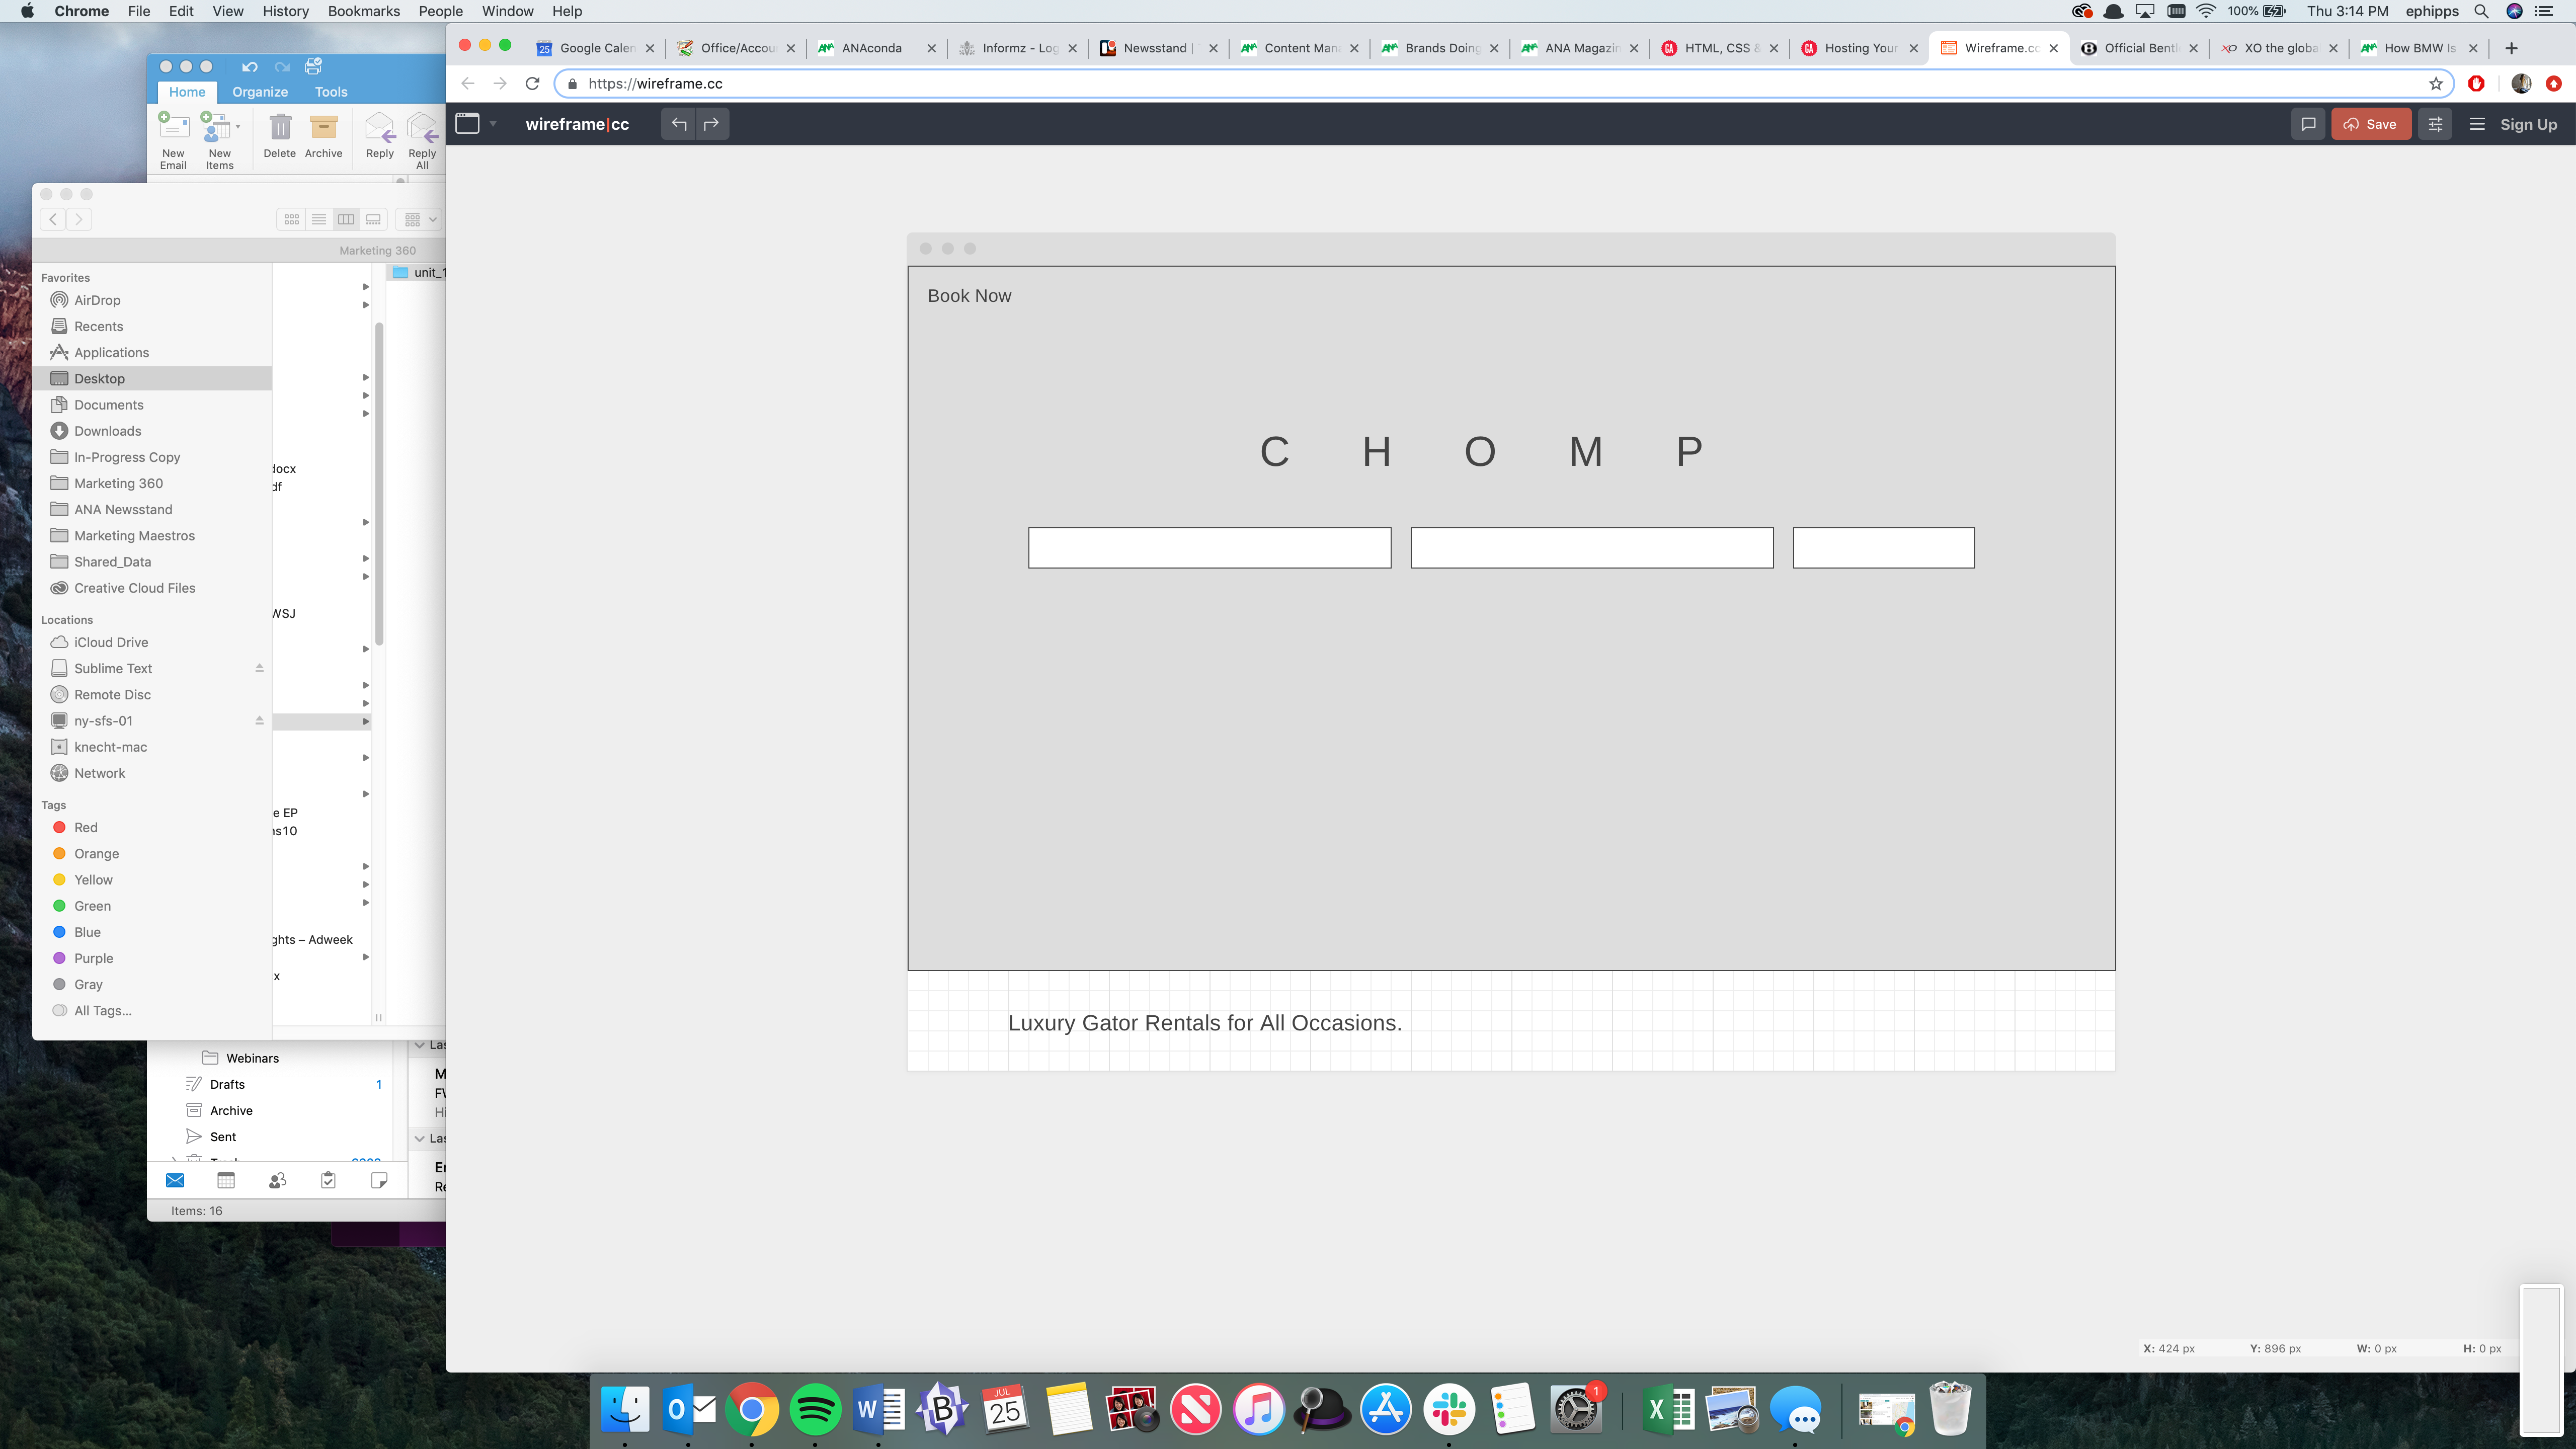 Chrome File Edit View History Bookmarks People Window Help
100% Thu 3:14 PM ephipps
Google Calen
Office/Accou
ANAconda
Informz - Log
Newsstand |
Content Man
Brands Doing
ANA Magazin
HTML, CSS &
Hosting Your
Wireframe.cc
Official Bentl
XO the globa
How BMW Is
https://wireframe.cc
wireframe|cc
Save
Sign Up
Home Organize Tools
New Email
New Items
Delete
Archive
Reply
Reply All
Marketing 360
Favorites
AirDrop
Recents
Applications
Desktop
Documents
Downloads
In-Progress Copy
Marketing 360
ANA Newsstand
Marketing Maestros
Shared_Data
Creative Cloud Files
Locations
iCloud Drive
Sublime Text
Remote Disc
ny-sfs-01
knecht-mac
Network
Tags
Red
Orange
Yellow
Green
Blue
Purple
Gray
All Tags...
unit_1
docx
df
WSJ
e EP
ns10
ghts – Adweek
x
Webinars
Drafts 1
Archive
Sent
Items: 16
Book Now
C H O M P
Luxury Gator Rentals for All Occasions.
X: 424 px Y: 896 px W: 0 px H: 0 px
JUL
25
1